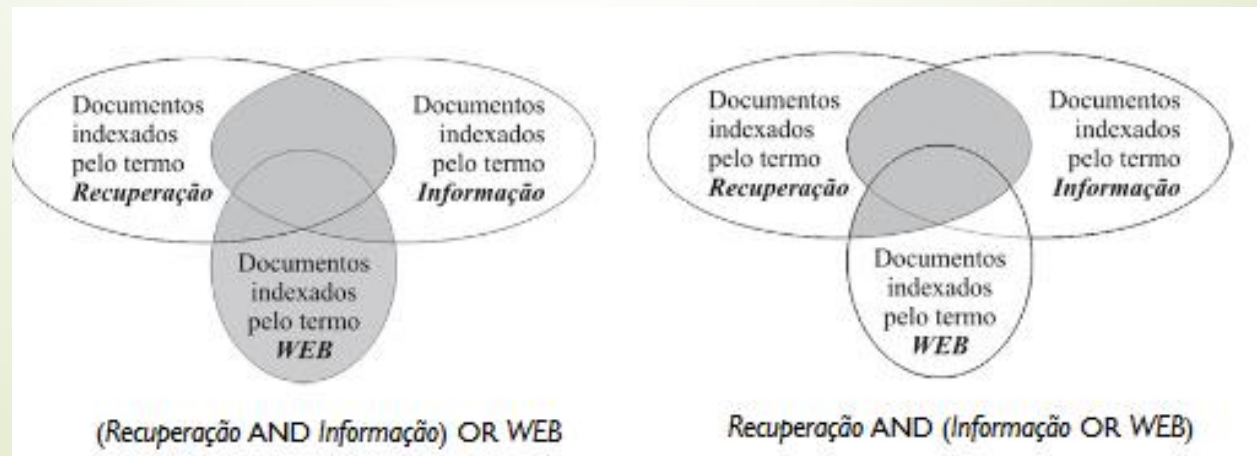 Documentos
indexados
pelo termo
Recuperação
Documentos
indexados
pelo termo
Informação
Documentos
indexados
pelo termo
WEB
(Recuperação AND Informação) OR WEB
Documentos
indexados
pelo termo
Recuperação
Documentos
indexados
pelo termo
Informação
Documentos
indexados
pelo termo
WEB
Recuperação AND (Informação OR WEB)